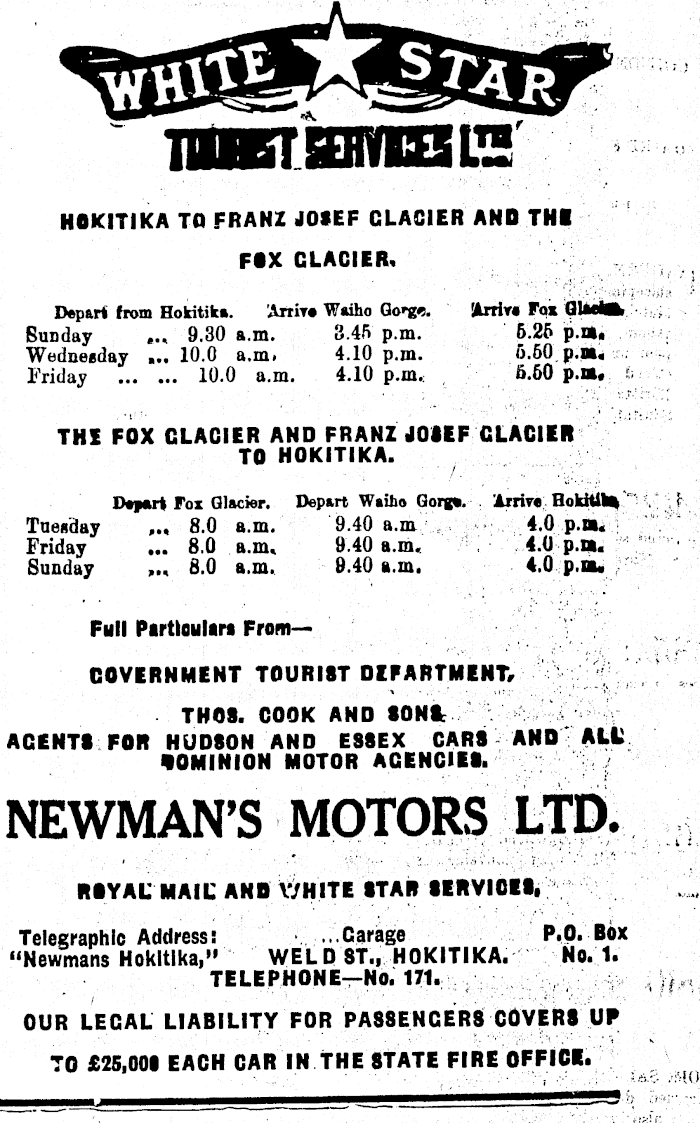 WHITE STAR
TOURIST SERVICES LTD
HOKITIKA TO FRANZ JOSEF GLACIER AND THE
FOX GLACIER.
Depart from Hokitika. Arrive Waiho Gorge. Arrive Fox Glacier.
Sunday ... 9.30 a.m. 3.45 p.m. 5.25 p.m.
Wednesday ... 10.0 a.m. 4.10 p.m. 5.50 p.m.
Friday ... ... 10.0 a.m. 4.10 p.m. 5.50 p.m.
THE FOX GLACIER AND FRANZ JOSEF GLACIER
TO HOKITIKA.
Depart Fox Glacier. Depart Waiho Gorge. Arrive Hokitika
Tuesday ... 8.0 a.m. 9.40 a.m 4.0 p.m.
Friday ... 8.0 a.m. 9.40 a.m. 4.0 p.m.
Sunday ... 8.0 a.m. 9.40 a.m. 4.0 p.m.
Full Particulars From—
GOVERNMENT TOURIST DEPARTMENT,
THOS. COOK AND SONS
AGENTS FOR HUDSON AND ESSEX CARS AND ALL
DOMINION MOTOR AGENCIES.
NEWMAN'S MOTORS LTD.
ROYAL MAIL AND WHITE STAR SERVICES,
Telegraphic Address: ...Garage P.O. Box
"Newmans Hokitika," WELD ST., HOKITIKA. No. 1.
TELEPHONE—No. 171.
OUR LEGAL LIABILITY FOR PASSENGERS COVERS UP
TO £25,000 EACH CAR IN THE STATE FIRE OFFICE.